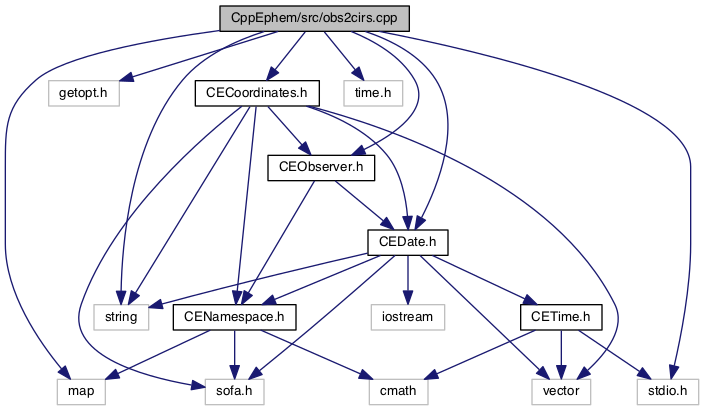 CppEphem/src/obs2cirs.cpp
getopt.h
CECoordinates.h
time.h
CEObserver.h
CEDate.h
string
CENamespace.h
iostream
CETime.h
map
sofa.h
cmath
vector
stdio.h